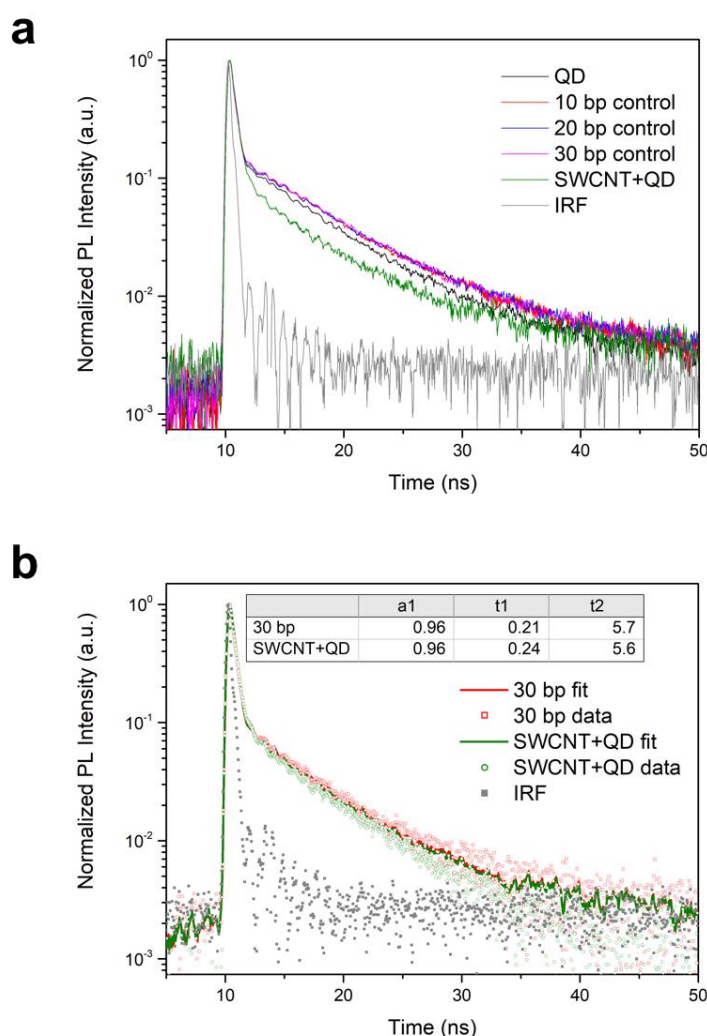 a
Normalized PL Intensity (a.u.)
10⁰
10⁻¹
10⁻²
10⁻³
QD
10 bp control
20 bp control
30 bp control
SWCNT+QD
IRF
10 20 30 40 50
Time (ns)
b
Normalized PL Intensity (a.u.)
10⁰
10⁻¹
10⁻²
10⁻³
a1 t1 t2
30 bp 0.96 0.21 5.7
SWCNT+QD 0.96 0.24 5.6
30 bp fit
30 bp data
SWCNT+QD fit
SWCNT+QD data
IRF
10 20 30 40 50
Time (ns)